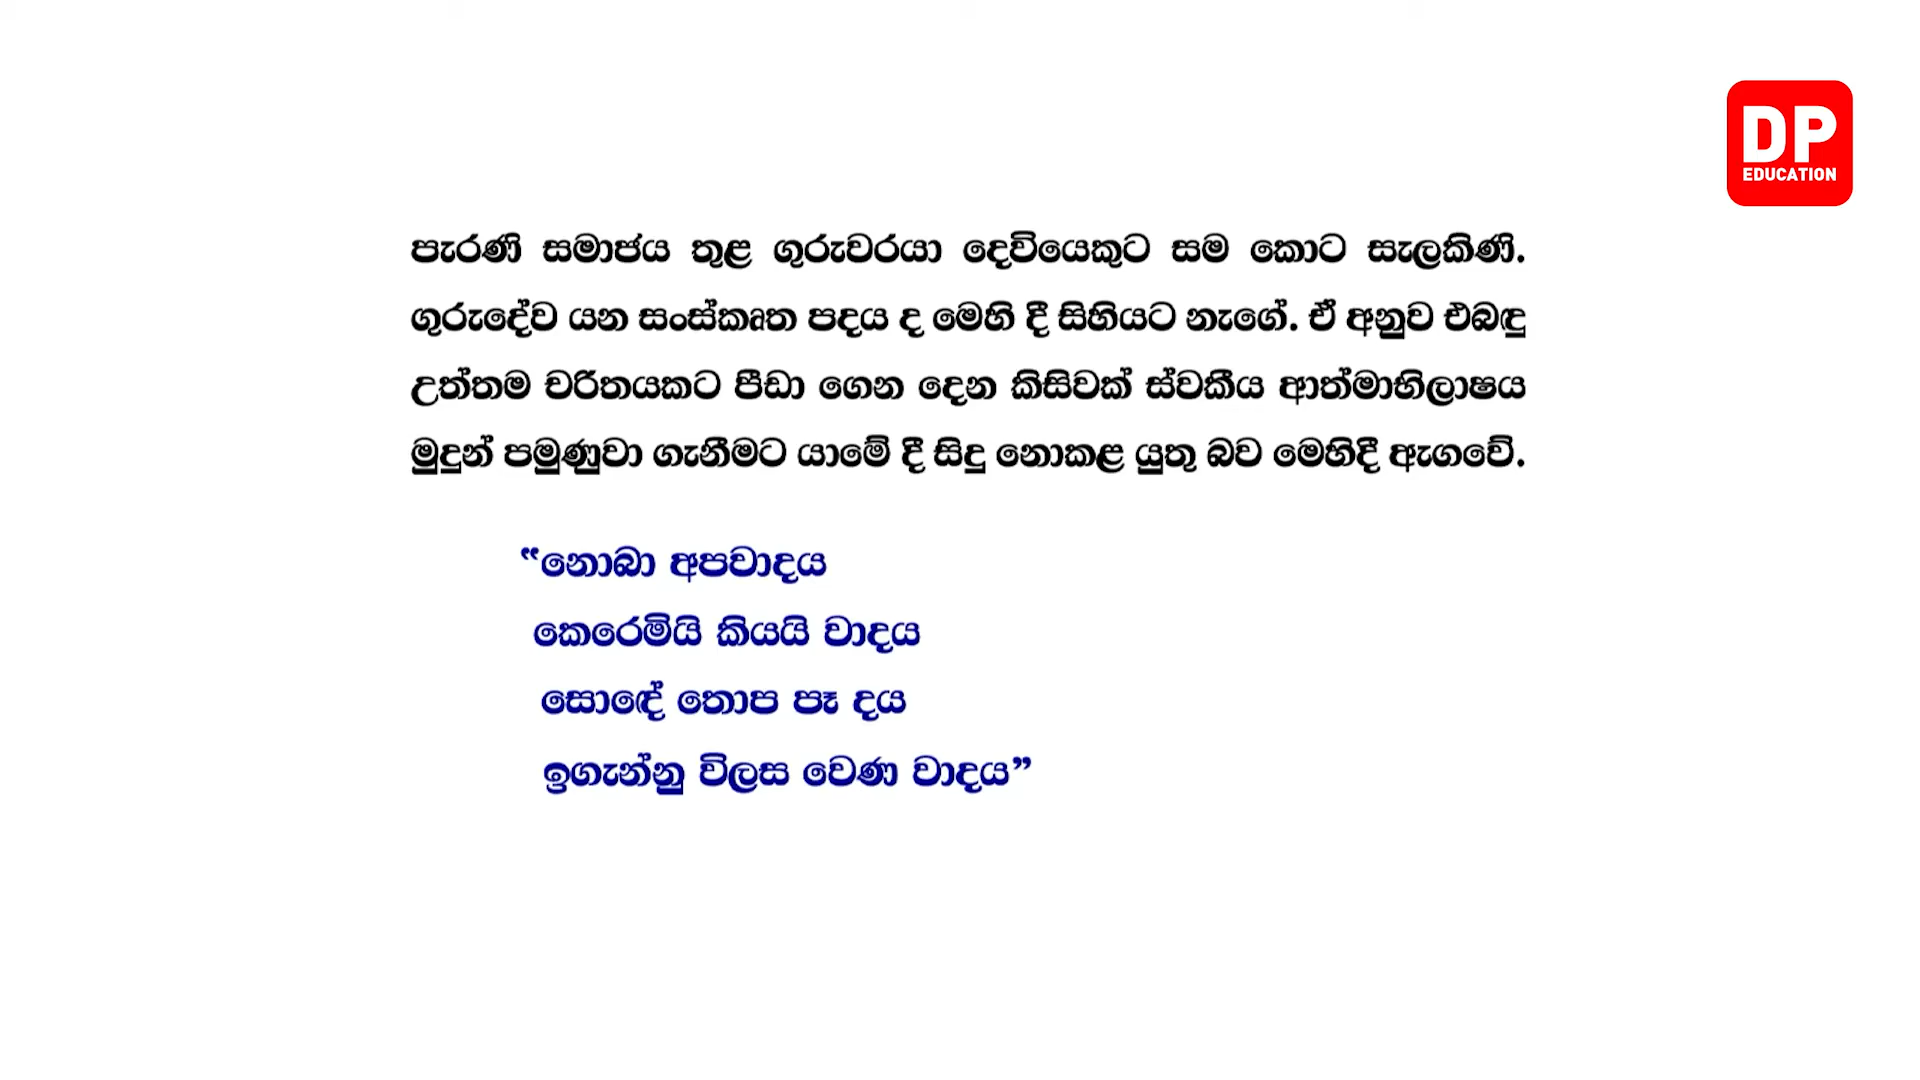 DP
EDUCATION
පැරණි සමාජය තුළ ගුරුවරයා දෙවියෙකුට සම කොට සැලකිණි.
ගුරුදේව යන සංස්කෘත පදය ද මෙහි දී සිහියට නැගේ. ඒ අනුව එබඳු
උත්තම චරිතයකට පීඩා ගෙන දෙන කිසිවක් ස්වකීය ආත්මාභිලාෂය
මුදුන් පමුණුවා ගැනීමට යාමේ දී සිදු නොකළ යුතු බව මෙහිදී ඇගවේ.
“නොබා අපවාදය
කෙරෙමියි කියයි වාදය
සොඳේ තොප පෑ දය
ඉගැන්නු විලස වෙණ වාදය”